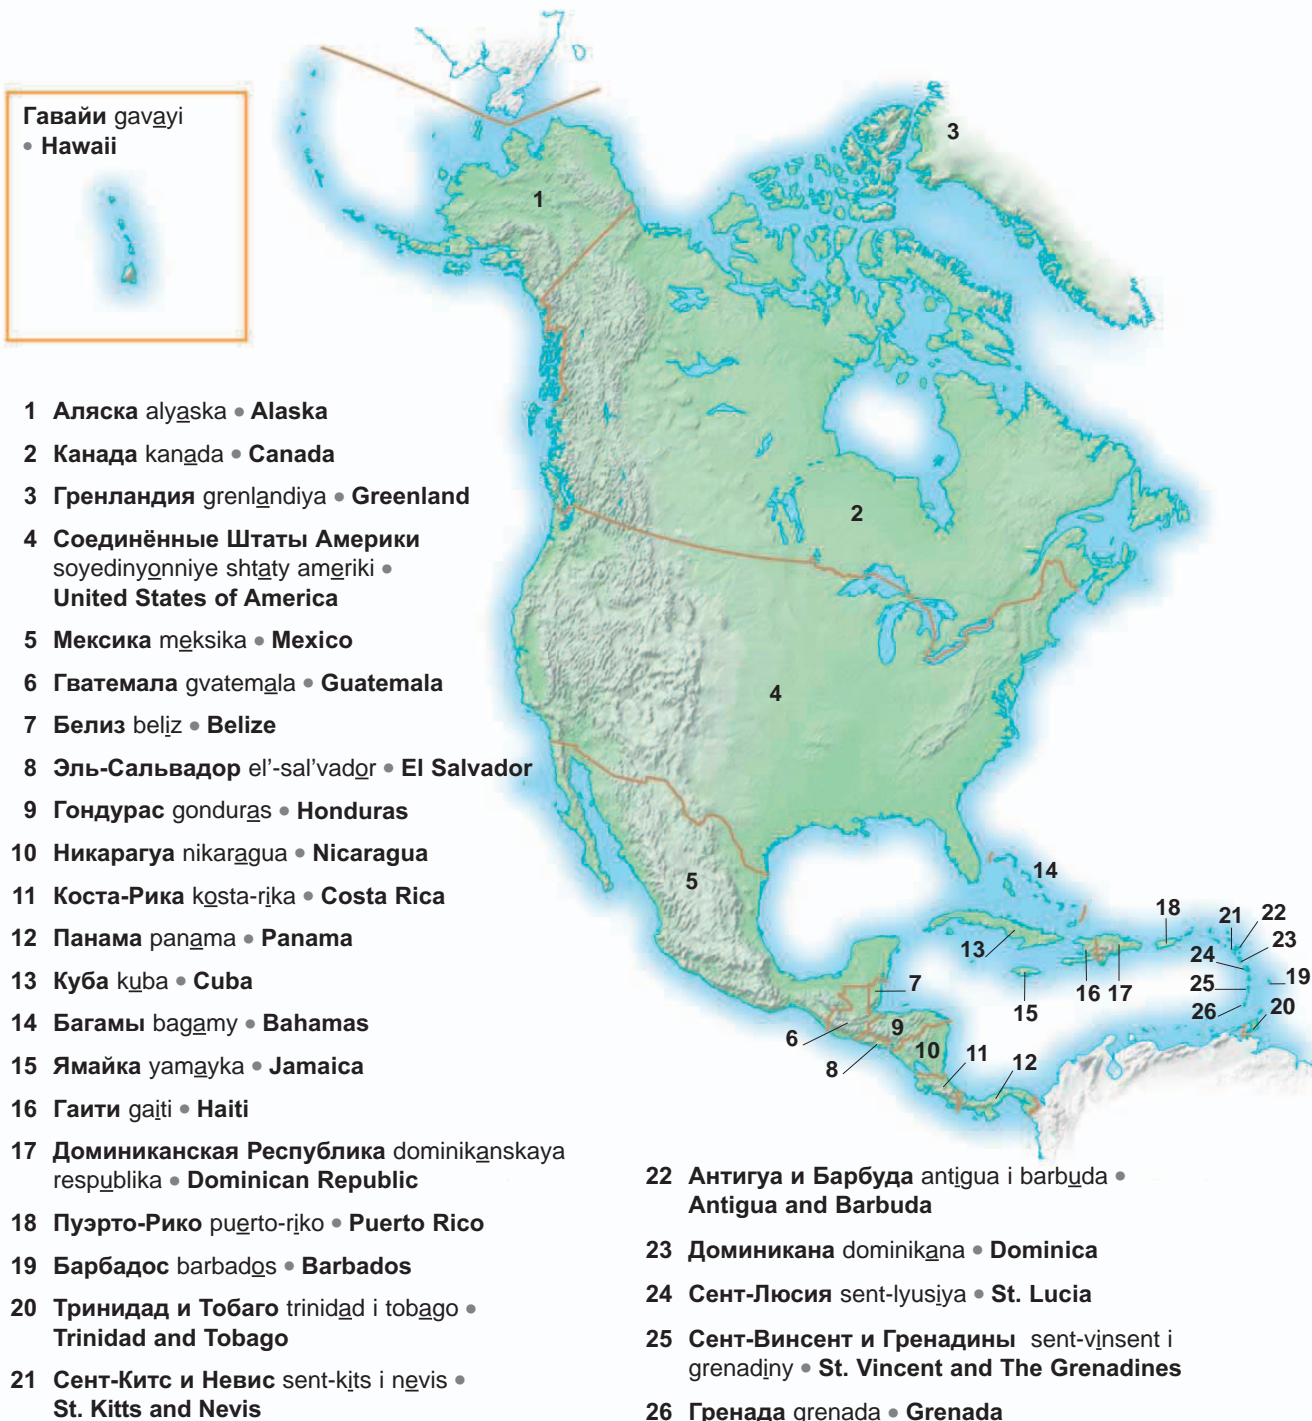 Гавайи gavayi
• Hawaii
1 Аляска alyaska • Alaska
2 Канада kanada • Canada
3 Гренландия grenlandiya • Greenland
4 Соединённые Штаты Америки
soyedinyonniye shtaty ameriki •
United States of America
5 Мексика meksika • Mexico
6 Гватемала gvatemala • Guatemala
7 Белиз beliz • Belize
8 Эль-Сальвадор el’-sal’vador • El Salvador
9 Гондурас gonduras • Honduras
10 Никарагуа nikaragua • Nicaragua
11 Коста-Рика kosta-rika • Costa Rica
12 Панама panama • Panama
13 Куба kuba • Cuba
14 Багамы bagamy • Bahamas
15 Ямайка yamayka • Jamaica
16 Гаити gaiti • Haiti
17 Доминиканская Республика dominikanskaya
respublika • Dominican Republic
18 Пуэрто-Рико puerto-riko • Puerto Rico
19 Барбадос barbados • Barbados
20 Тринидад и Тобаго trinidad i tobago •
Trinidad and Tobago
21 Сент-Китс и Невис sent-kits i nevis •
St. Kitts and Nevis
22 Антигуа и Барбуда antigua i barbuda •
Antigua and Barbuda
23 Доминикана dominikana • Dominica
24 Сент-Люсия sent-lyusiya • St. Lucia
25 Сент-Винсент и Гренадины sent-vinsent i
grenadiny • St. Vincent and The Grenadines
26 Гренада grenada • Grenada
3
1
2
4
5
14
18
21
22
23
13
24
19
7
16
17
25
15
26
20
6
9
10
11
12
8